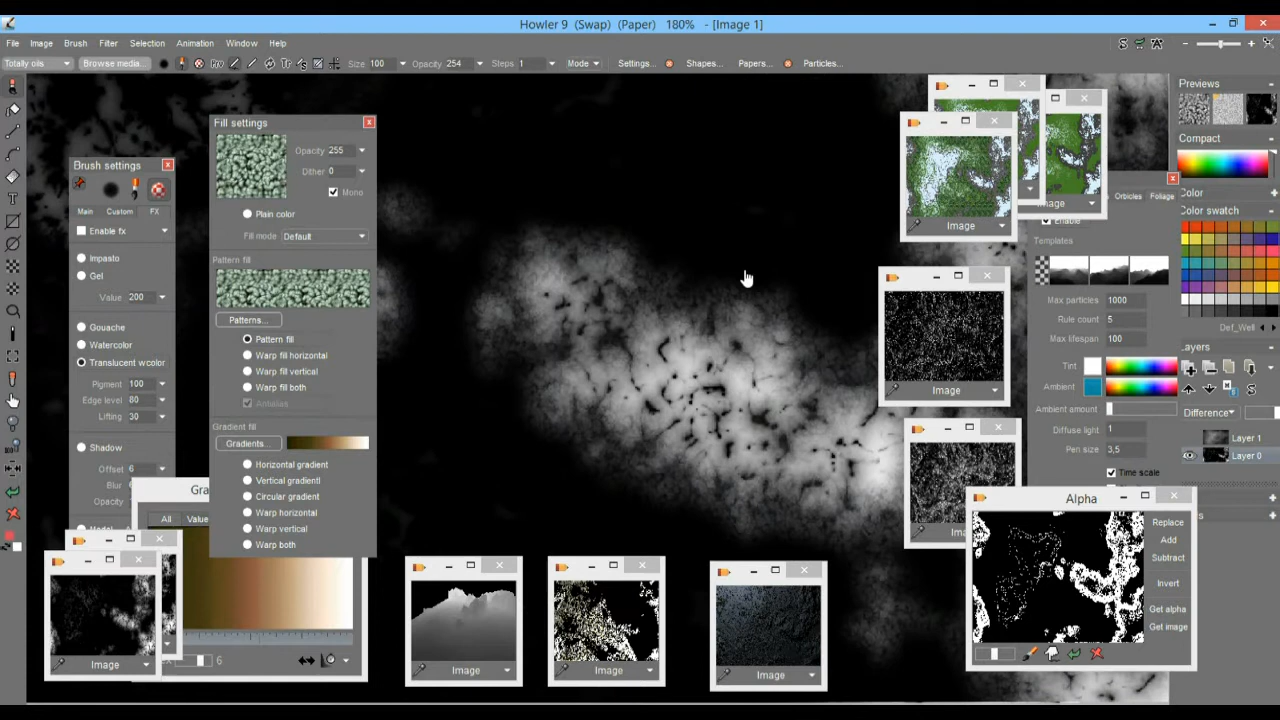 Howler 9 (Swap) (Paper) 180% - [Image 1]
File Image Brush Filter Selection Animation Window Help
Totally oils Browse media... Size 100 Opacity 254 Steps 1 Mode Settings... Shapes... Papers... Particles...
Previews
Compact
Color
Color swatch
Def_Well
Layers
Difference
Layer 1
Layer 0
Brush settings
Main Custom FX
Enable fx
Impasto
Gel
Value 200
Gouache
Watercolor
Translucent wcolor
Pigment 100
Edge level 80
Lifting 30
Shadow
Offset 6
Blur
Opacity
Fill settings
Opacity 255
Dither 0
Mono
Plain color
Fill mode Default
Pattern fill
Patterns...
Pattern fill
Warp fill horizontal
Warp fill vertical
Warp fill both
Antialias
Gradient fill
Gradients...
Horizontal gradient
Vertical gradientl
Circular gradient
Warp horizontal
Warp vertical
Warp both
Gra
All Value
6
Image
Image
Image
Image
Image
Image
Image
Image
Orbicles Foliage
Enable
Templates
Max particles 1000
Rule count 5
Max lifespan 100
Tint
Ambient
Ambient amount
Diffuse light 1
Pen size 3,5
Time scale
Alpha
Replace
Add
Subtract
Invert
Get alpha
Get image